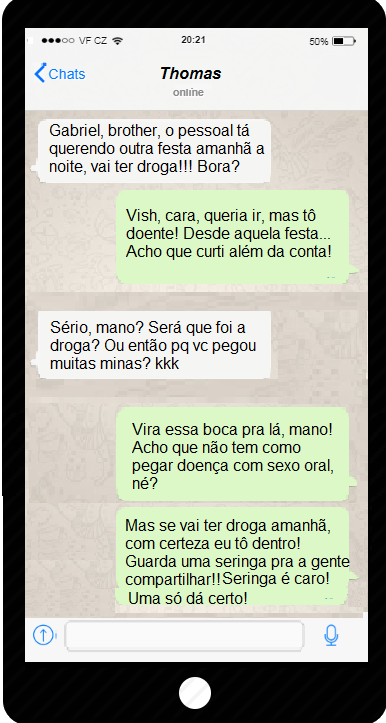 VF CZ 20:21 50%
Chats Thomas
online
Gabriel, brother, o pessoal tá
querendo outra festa amanhã a
noite, vai ter droga!!! Bora?
Vish, cara, queria ir, mas tô
doente! Desde aquela festa...
Acho que curti além da conta!
Sério, mano? Será que foi a
droga? Ou então pq vc pegou
muitas minas? kkk
Vira essa boca pra lá, mano!
Acho que não tem como
pegar doença com sexo oral,
né?
Mas se vai ter droga amanhã,
com certeza eu tô dentro!
Guarda uma seringa pra a gente
compartilhar!!Seringa é caro!
Uma só dá certo!